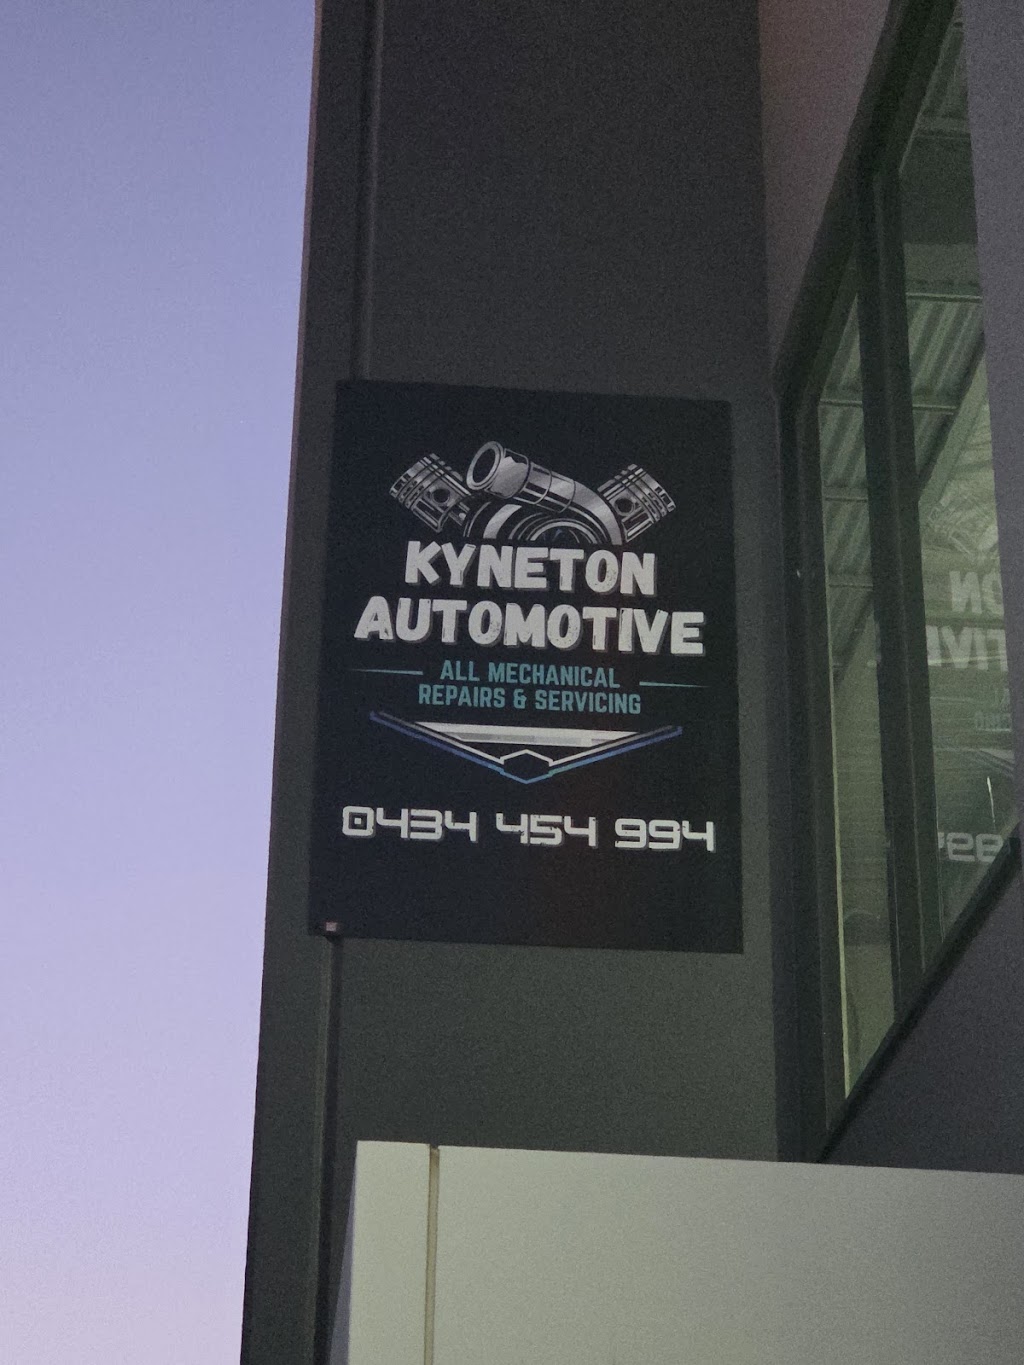 KYNETON
AUTOMOTIVE
ALL MECHANICAL
REPAIRS & SERVICING
0434 454 994